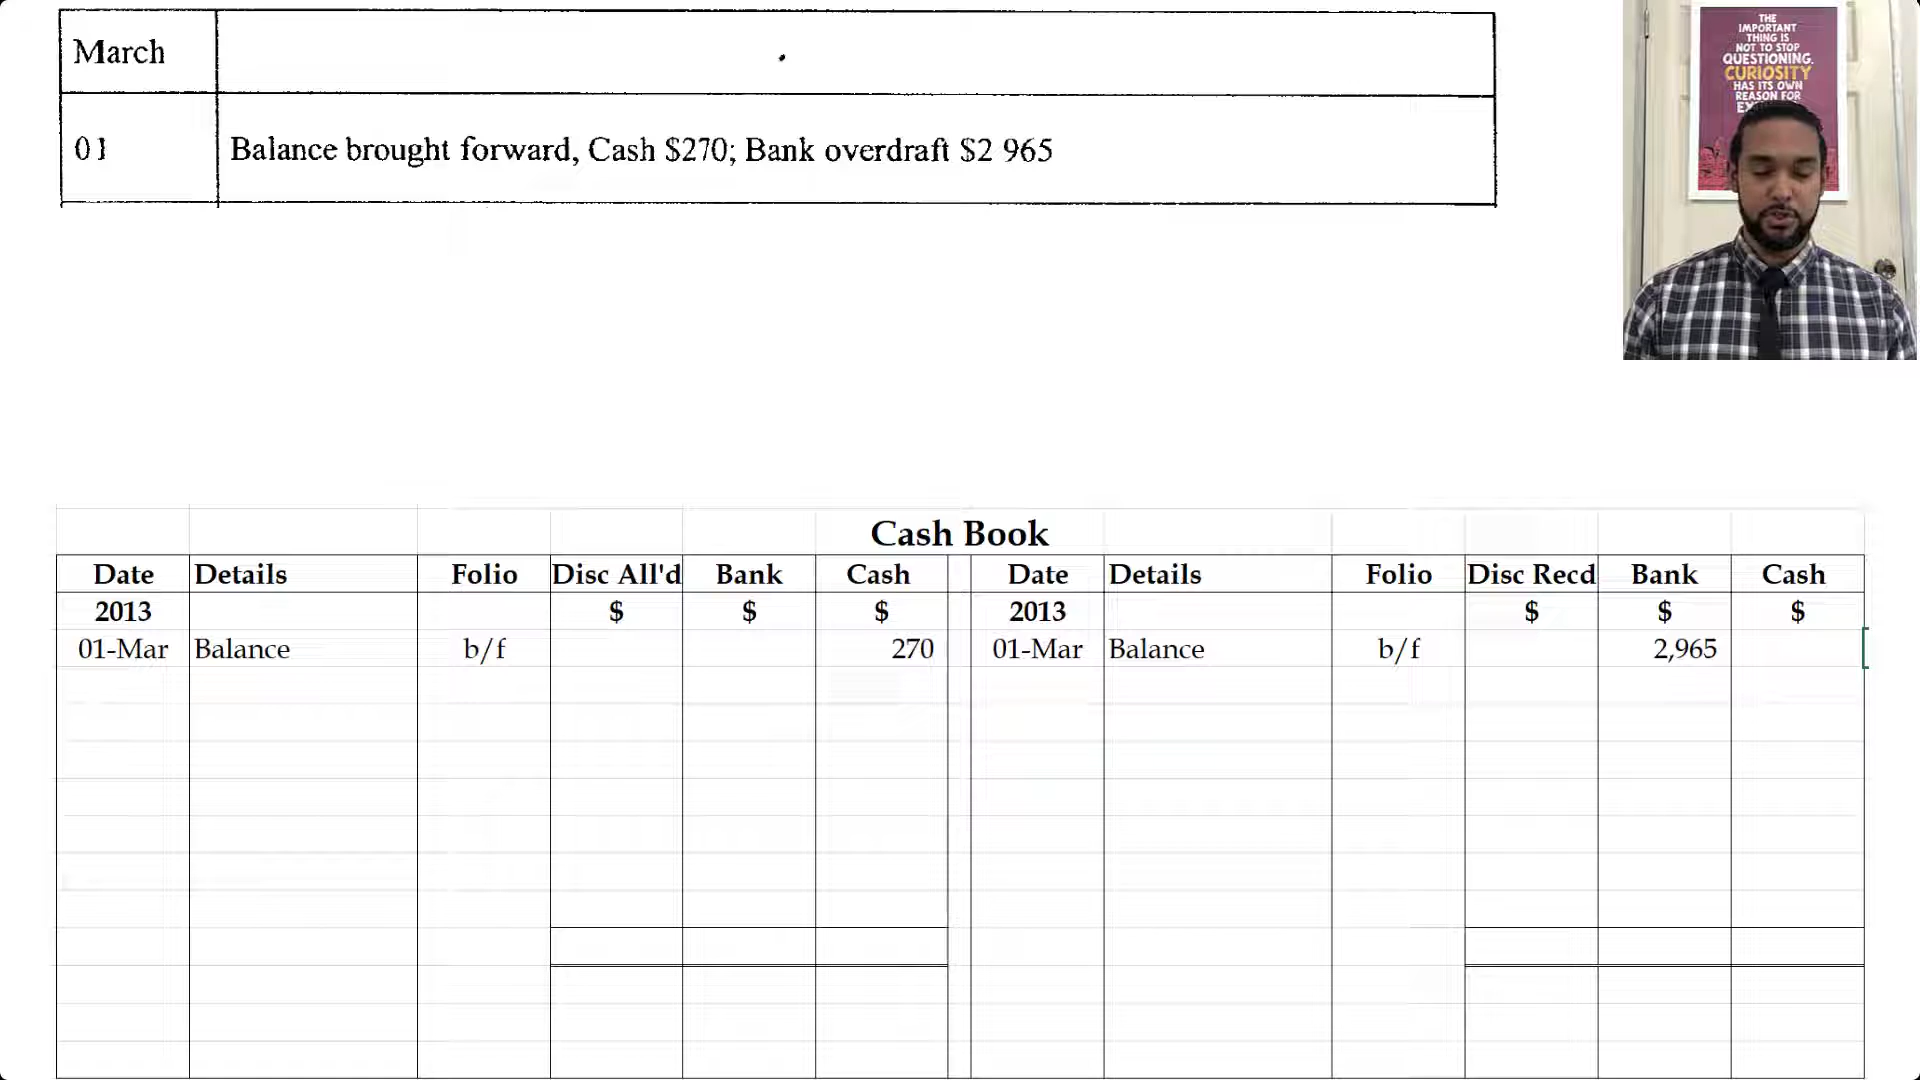 March
01 Balance brought forward, Cash $270; Bank overdraft $2 965
THE
IMPORTANT
THING IS
NOT TO STOP
QUESTIONING.
CURIOSITY
HAS ITS OWN
REASON FOR
Cash Book
Date Details Folio Disc All'd Bank Cash Date Details Folio Disc Recd Bank Cash
2013 $ $ $ 2013 $ $ $
01-Mar Balance b/f 270 01-Mar Balance b/f 2,965